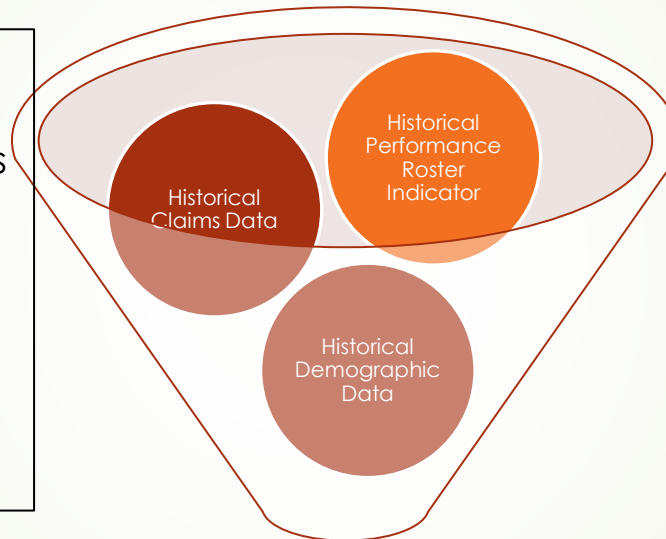 S
Historical
Performance
Roster
Indicator
Historical
Claims Data
Historical
Demographic
Data